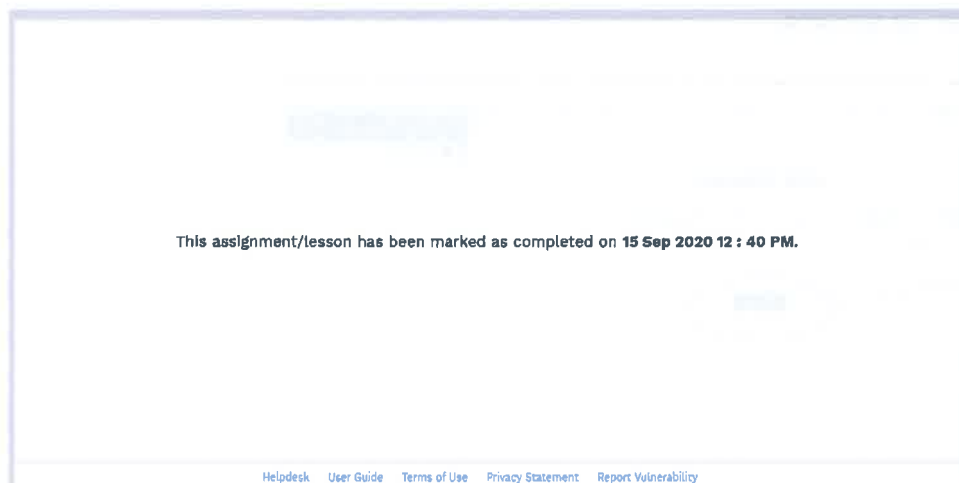 This assignment/lesson has been marked as completed on 15 Sep 2020 12 : 40 PM.
Helpdesk User Guide Terms of Use Privacy Statement Report Vulnerability